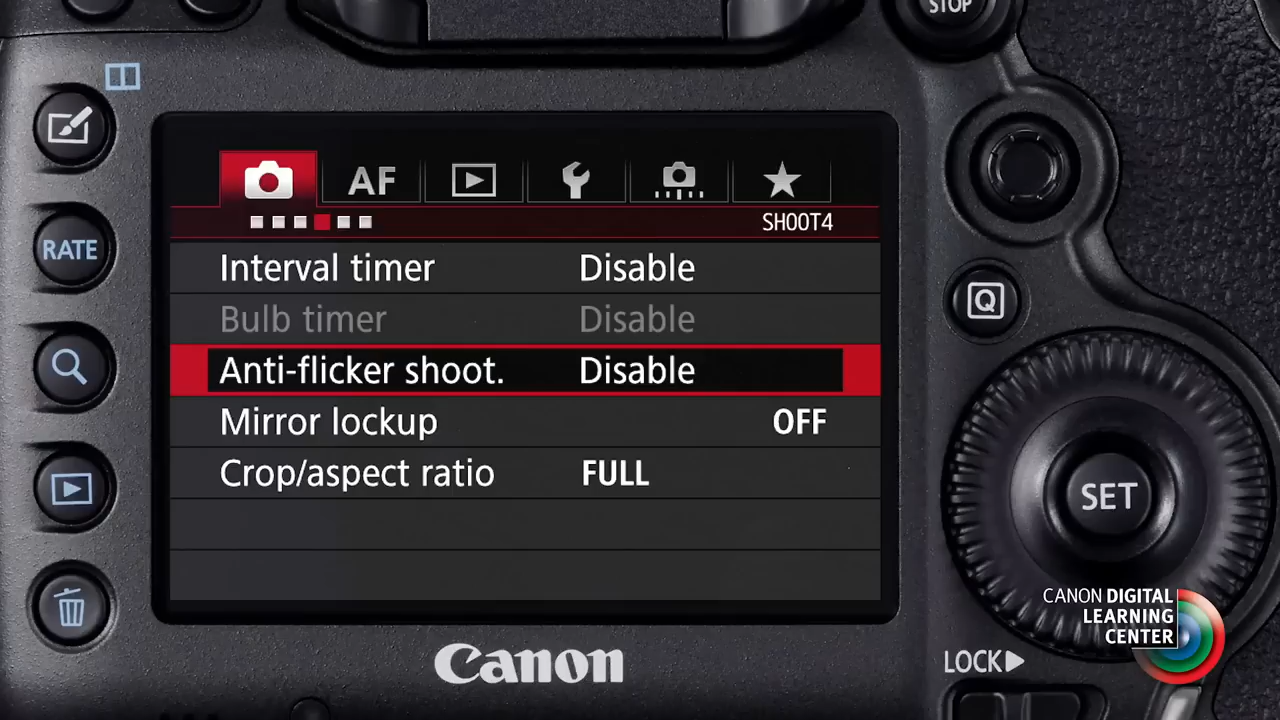 STOP
RATE
AF
SHOOT4
Interval timer Disable
Bulb timer Disable
Anti-flicker shoot. Disable
Mirror lockup OFF
Crop/aspect ratio FULL
Q
SET
CANON DIGITAL
LEARNING
CENTER
LOCK
Canon